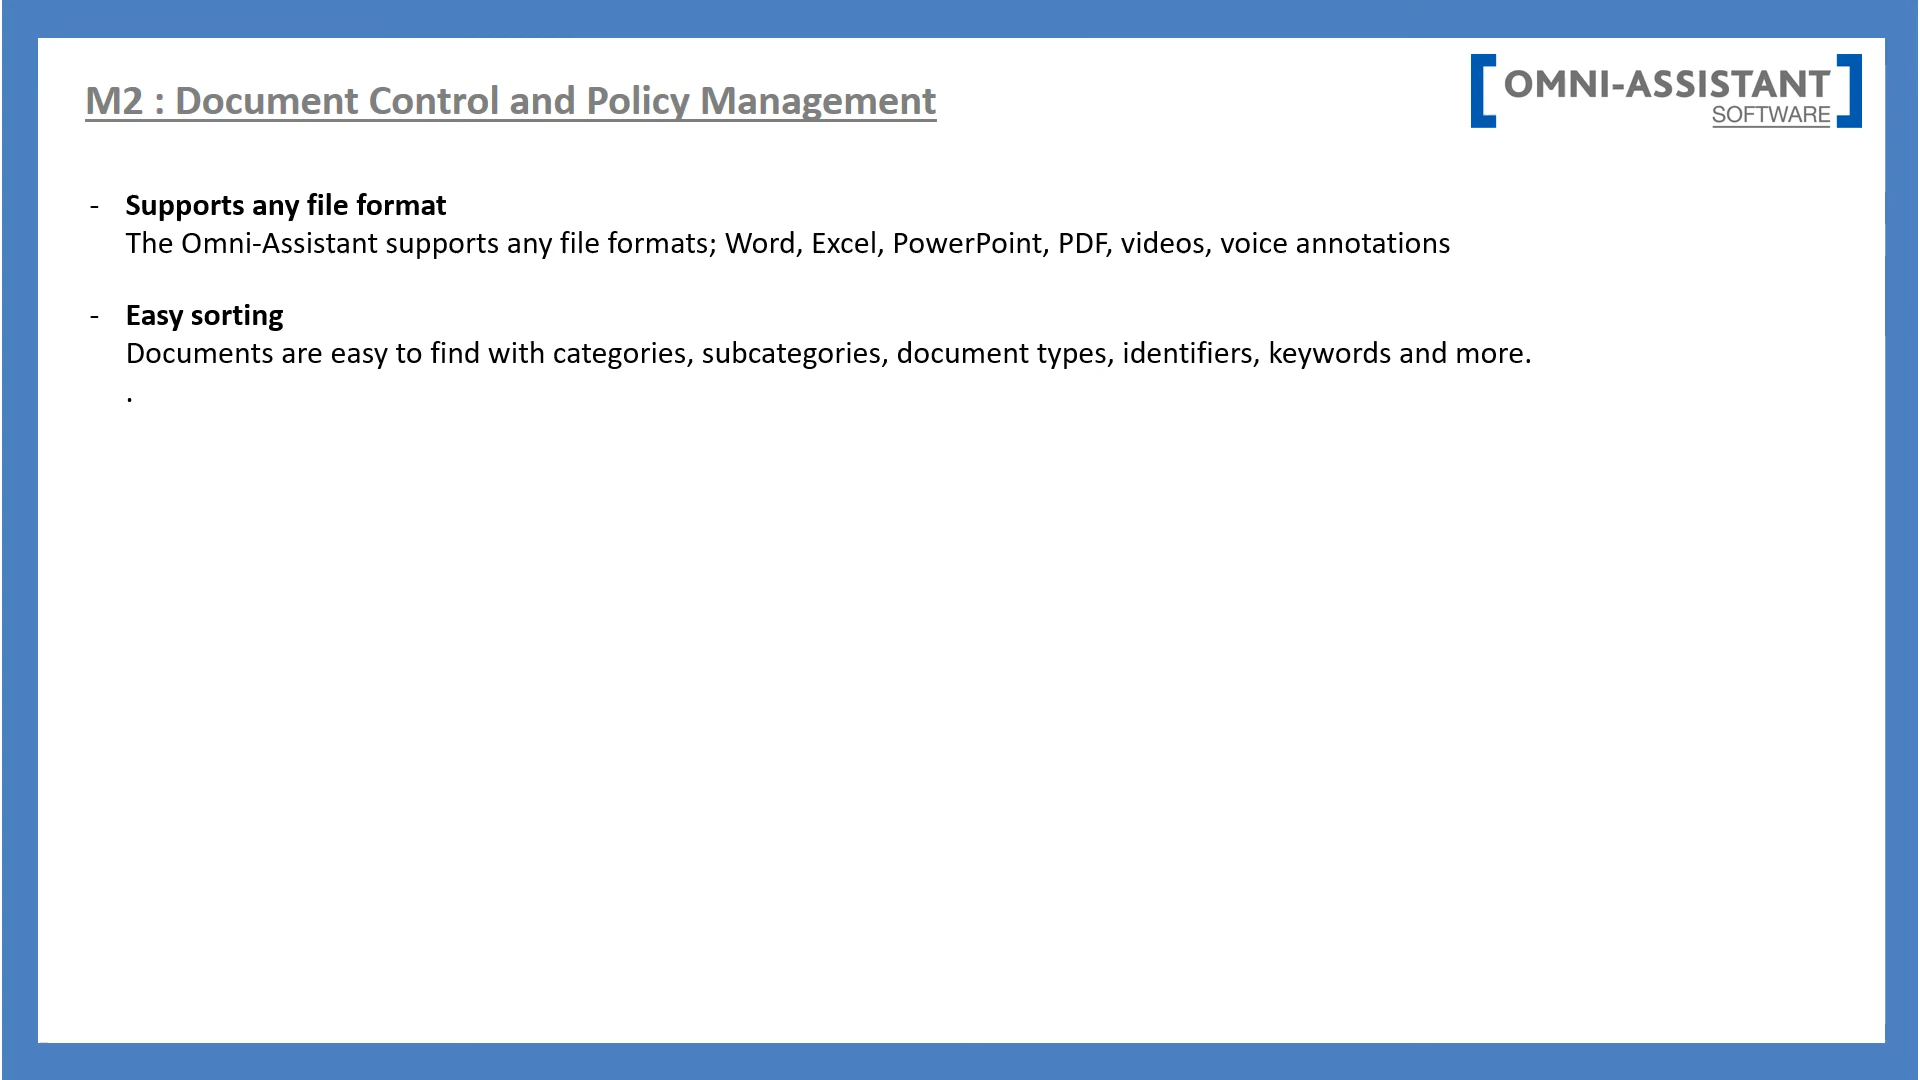 M2 : Document Control and Policy Management
OMNI-ASSISTANT
SOFTWARE
- Supports any file format
The Omni-Assistant supports any file formats; Word, Excel, PowerPoint, PDF, videos, voice annotations
- Easy sorting
Documents are easy to find with categories, subcategories, document types, identifiers, keywords and more.
.